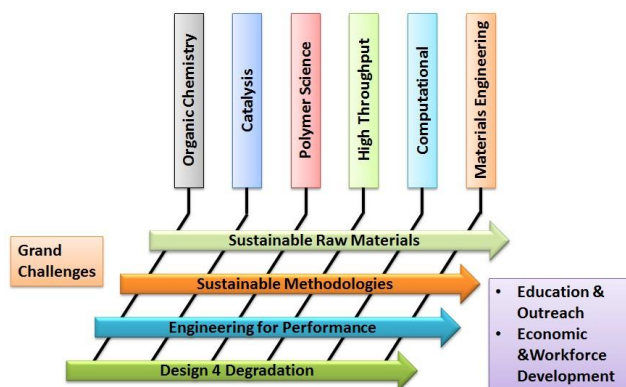 Organic Chemistry
Catalysis
Polymer Science
High Throughput
Computational
Materials Engineering
Sustainable Raw Materials
Grand
Challenges
Sustainable Methodologies
Engineering for Performance
Design 4 Degradation
• Education &
Outreach
• Economic
&Workforce
Development